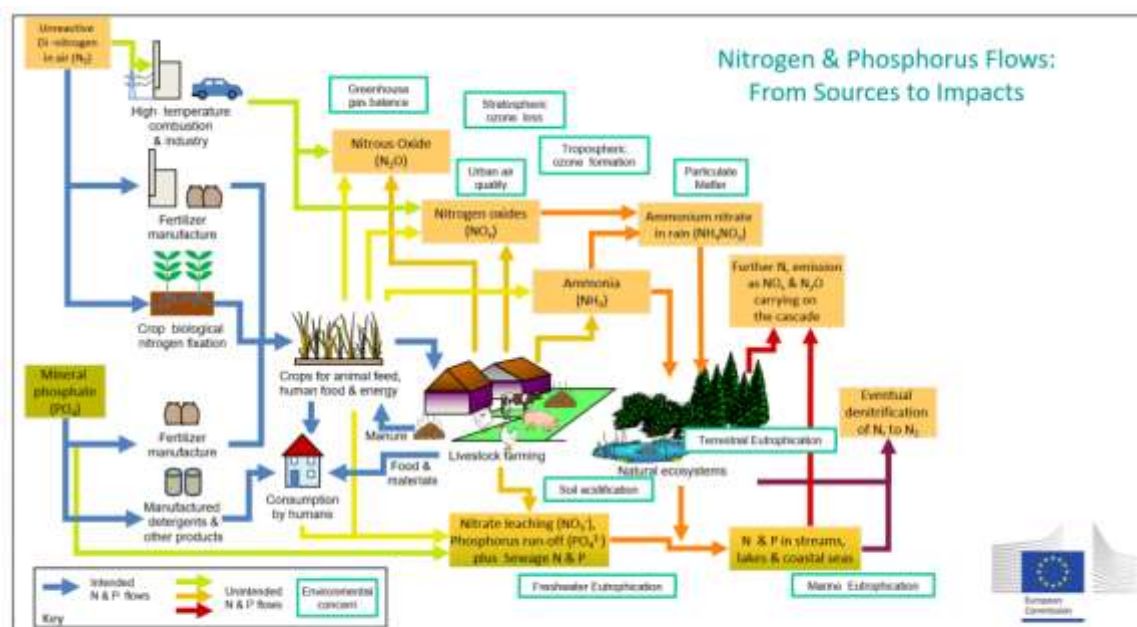 Nitrogen & Phosphorus Flows:
From Sources to Impacts
Unreactive
Di-nitrogen
in air (N₂)
High temperature
combustion
& industry
Fertilizer
manufacture
Crop biological
nitrogen fixation
Mineral
phosphate
(PO₄)
Fertilizer
manufacture
Manufactured
detergents &
other products
Greenhouse
gas balance
Stratospheric
ozone loss
Tropospheric
ozone formation
Urban air
quality
Particulate
Matter
Nitrous Oxide
(N₂O)
Nitrogen oxides
(NOₓ)
Ammonium nitrate
in rain (NH₄NO₃)
Ammonia
(NH₃)
Further Nᵣ emission
as NOₓ & N₂O
carrying on
the cascade
Crops for animal feed,
human food & energy
Manure
Livestock farming
Food &
materials
Consumption
by humans
Natural ecosystems
Terrestrial Eutrophication
Soil acidification
Eventual
denitrification
of Nᵣ to N₂
Nitrate leaching (NO₃⁻),
Phosphorus run-off (PO₄³⁻)
plus Sewage N & P
N & P in streams,
lakes & coastal seas
Freshwater Eutrophication
Marine Eutrophication
Intended
N & P flows
Unintended
N & P flows
Environmental
concern
Key
European
Commission